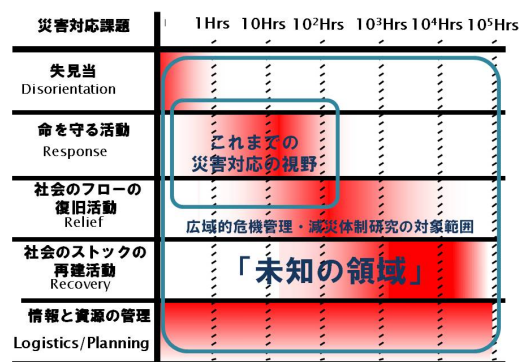 災害対応課題
1Hrs 10Hrs 10²Hrs 10³Hrs 10⁴Hrs 10⁵Hrs
失見当
Disorientation
命を守る活動
Response
これまでの
災害対応の視野
社会のフローの
復旧活動
Relief
広域的危機管理・減災体制研究の対象範囲
社会のストックの
再建活動
Recovery
「未知の領域」
情報と資源の管理
Logistics/Planning